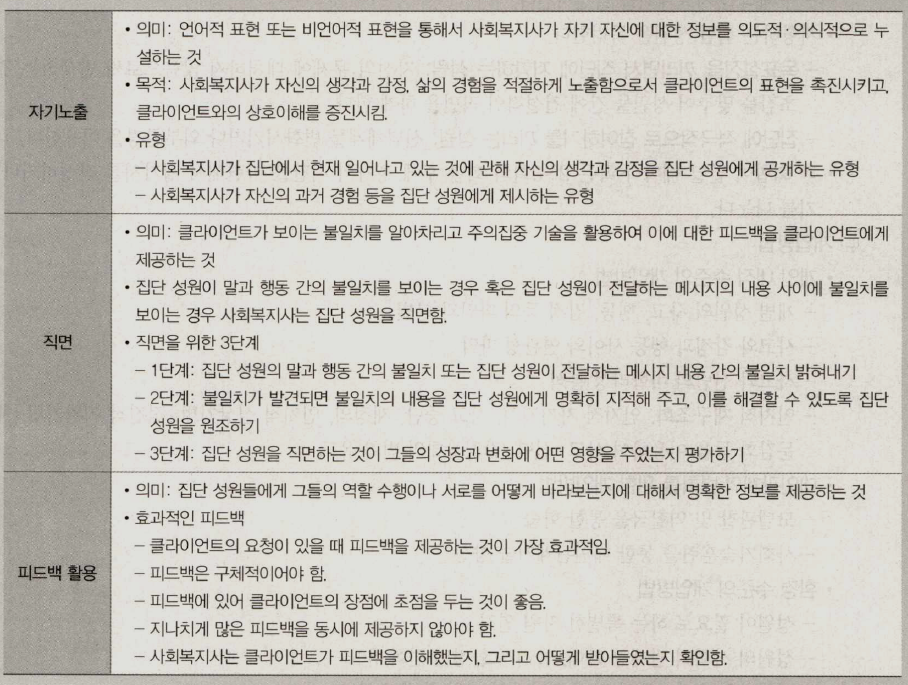 자기노출
• 의미: 언어적 표현 또는 비언어적 표현을 통해서 사회복지사가 자기 자신에 대한 정보를 의도적·의식적으로 누
설하는 것
• 목적: 사회복지사가 자신의 생각과 감정, 삶의 경험을 적절하게 노출함으로서 클라이언트의 표현을 촉진시키고,
클라이언트와의 상호이해를 증진시킴.
• 유형
– 사회복지사가 집단에서 현재 일어나고 있는 것에 관해 자신의 생각과 감정을 집단 성원에게 공개하는 유형
– 사회복지사가 자신의 과거 경험 등을 집단 성원에게 제시하는 유형
직면
• 의미: 클라이언트가 보이는 불일치를 알아차리고 주의집중 기술을 활용하여 이에 대한 피드백을 클라이언트에게
제공하는 것
• 집단 성원이 말과 행동 간의 불일치를 보이는 경우 혹은 집단 성원이 전달하는 메시지의 내용 사이에 불일치를
보이는 경우 사회복지사는 집단 성원을 직면함.
• 직면을 위한 3단계
– 1단계: 집단 성원의 말과 행동 간의 불일치 또는 집단 성원이 전달하는 메시지 내용 간의 불일치 밝혀내기
– 2단계: 불일치가 발견되면 불일치의 내용을 집단 성원에게 명확히 지적해 주고, 이를 해결할 수 있도록 집단
성원을 원조하기
– 3단계: 집단 성원을 직면하는 것이 그들의 성장과 변화에 어떤 영향을 주었는지 평가하기
피드백 활용
• 의미: 집단 성원들에게 그들의 역할 수행이나 서로를 어떻게 바라보는지에 대해서 명확한 정보를 제공하는 것
• 효과적인 피드백
– 클라이언트의 요청이 있을 때 피드백을 제공하는 것이 가장 효과적임.
– 피드백은 구체적이어야 함.
– 피드백에 있어 클라이언트의 장점에 초점을 두는 것이 좋음.
– 지나치게 많은 피드백을 동시에 제공하지 않아야 함.
– 사회복지사는 클라이언트가 피드백을 이해했는지, 그리고 어떻게 받아들였는지 확인함.